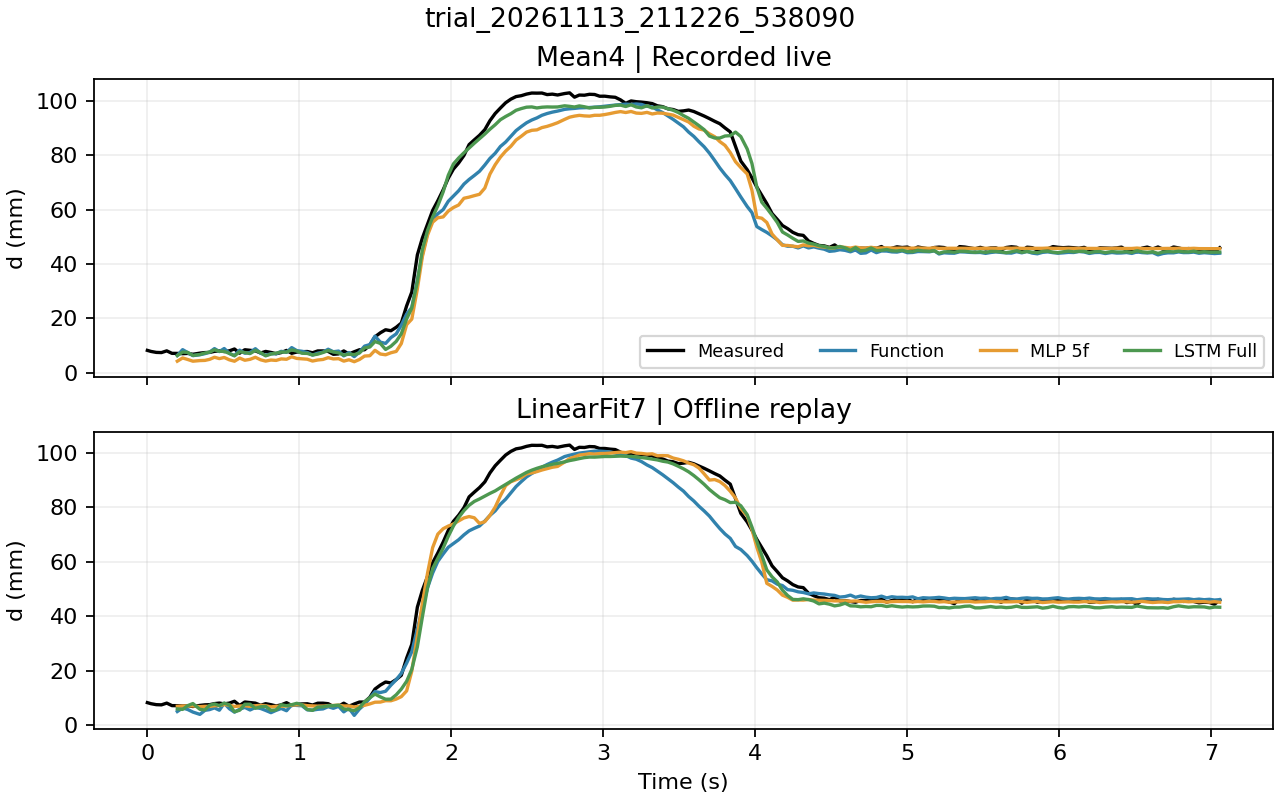 trial_20261113_211226_538090
Mean4 | Recorded live
100
80
60
40
20
0
d (mm)
Measured
Function
MLP 5f
LSTM Full
LinearFit7 | Offline replay
100
80
60
40
20
0
d (mm)
0 1 2 3 4 5 6 7
Time (s)